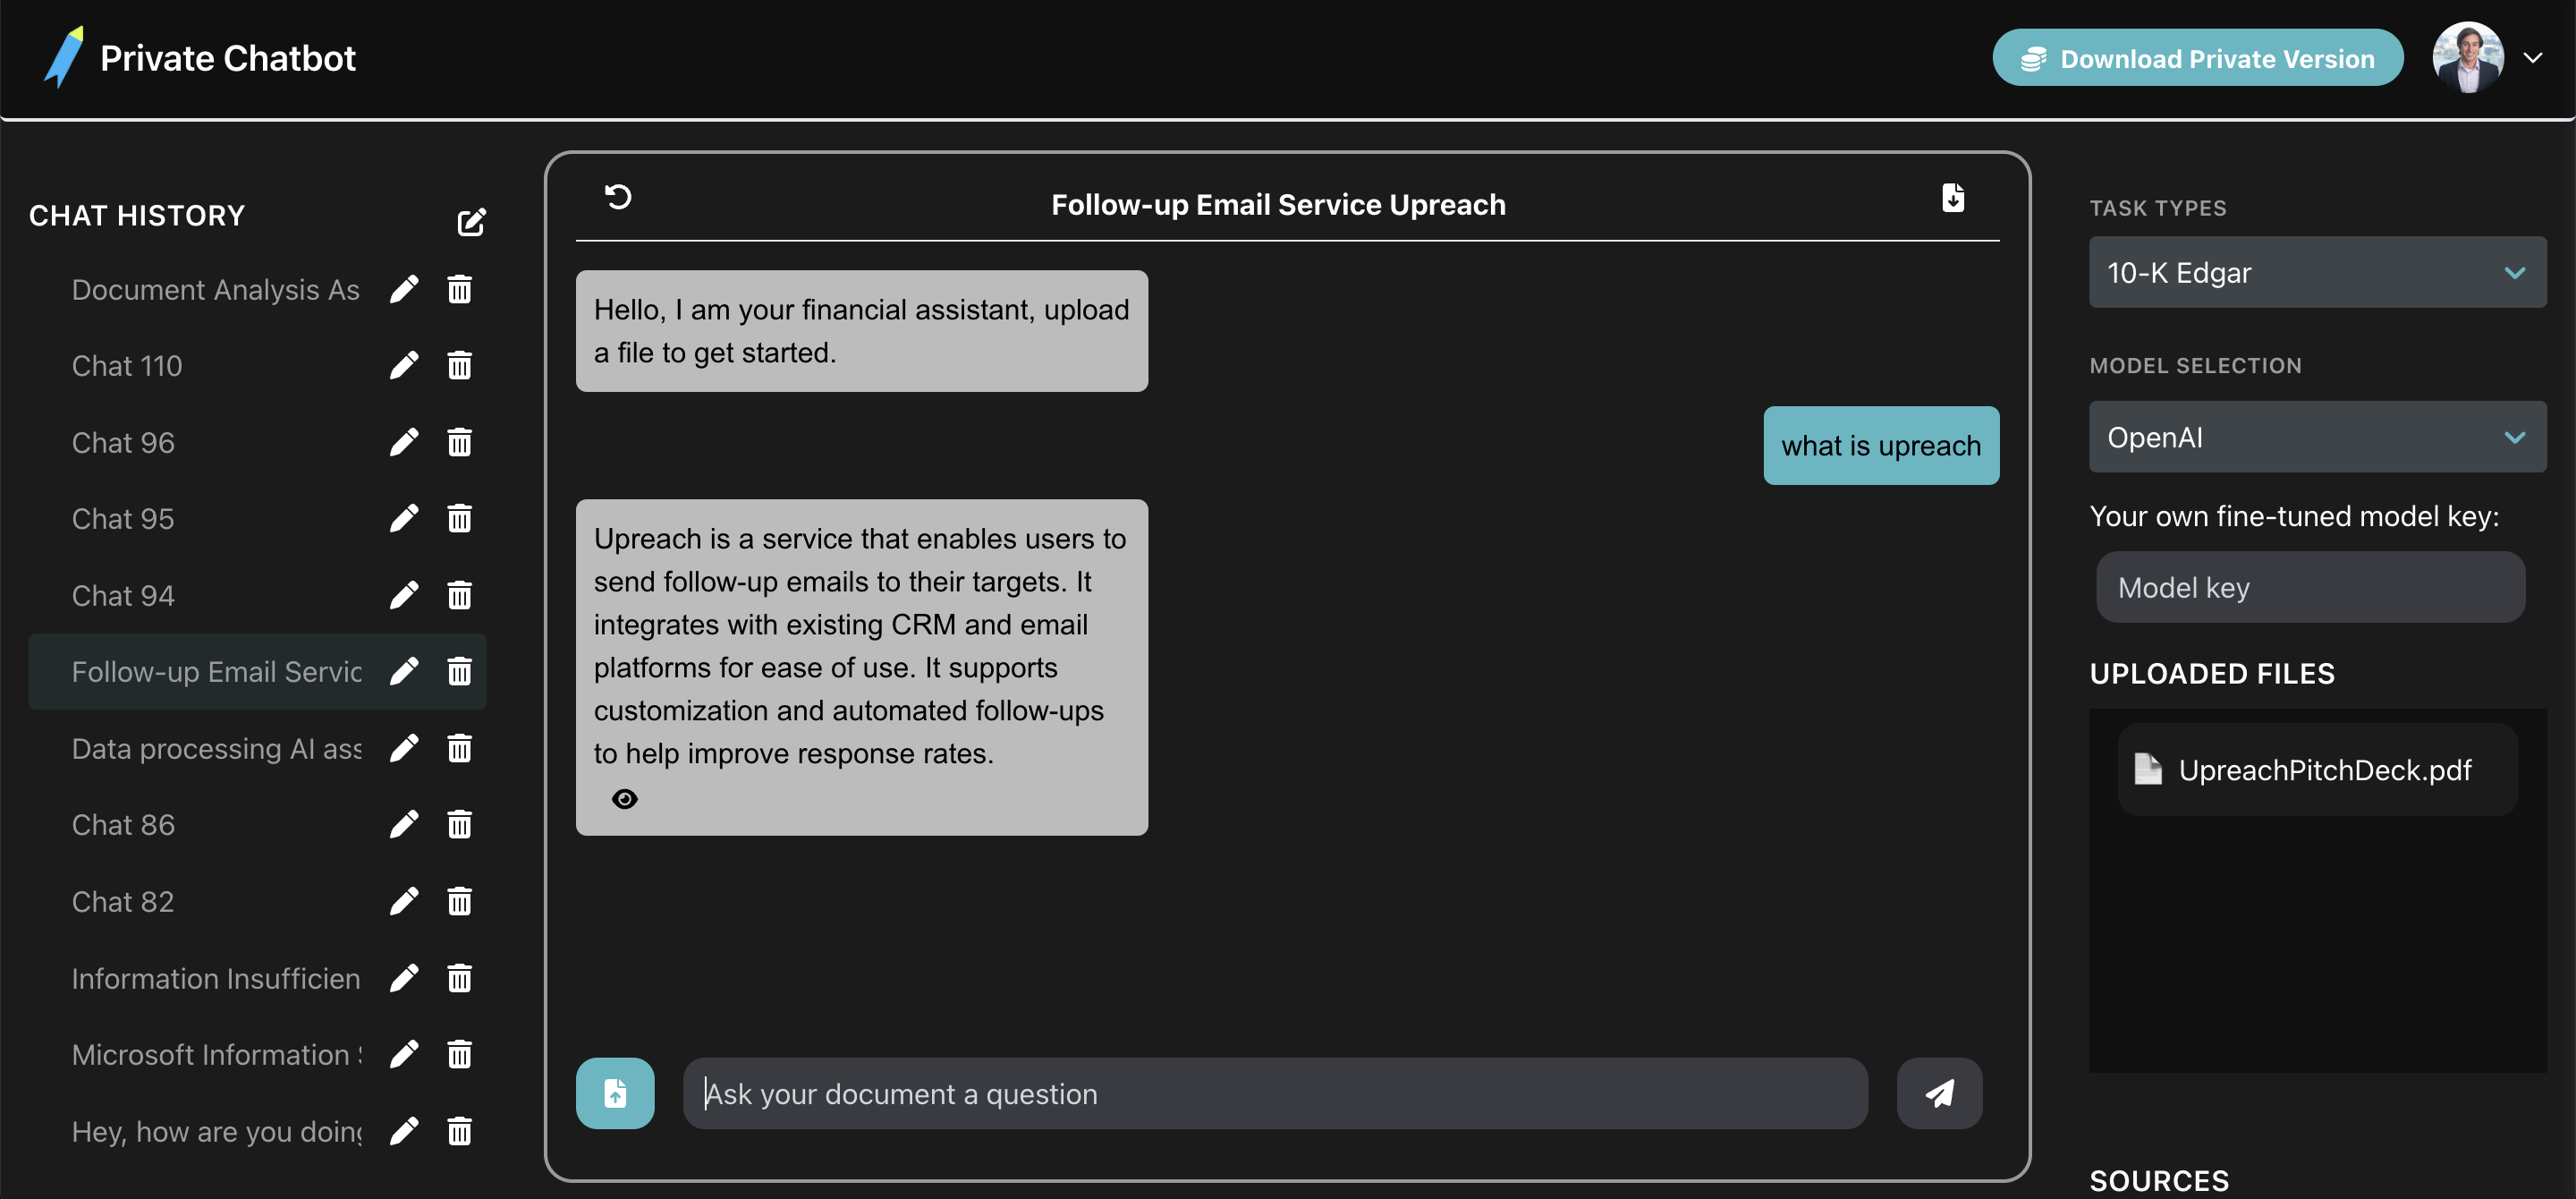 Private Chatbot
Download Private Version
CHAT HISTORY
Document Analysis As
Chat 110
Chat 96
Chat 95
Chat 94
Follow-up Email Servic
Data processing AI ass
Chat 86
Chat 82
Information Insufficien
Microsoft Information
Hey, how are you doing
Follow-up Email Service Upreach
Hello, I am your financial assistant, upload
a file to get started.
what is upreach
Upreach is a service that enables users to
send follow-up emails to their targets. It
integrates with existing CRM and email
platforms for ease of use. It supports
customization and automated follow-ups
to help improve response rates.
Ask your document a question
TASK TYPES
10-K Edgar
MODEL SELECTION
OpenAI
Your own fine-tuned model key:
Model key
UPLOADED FILES
UpreachPitchDeck.pdf
SOURCES